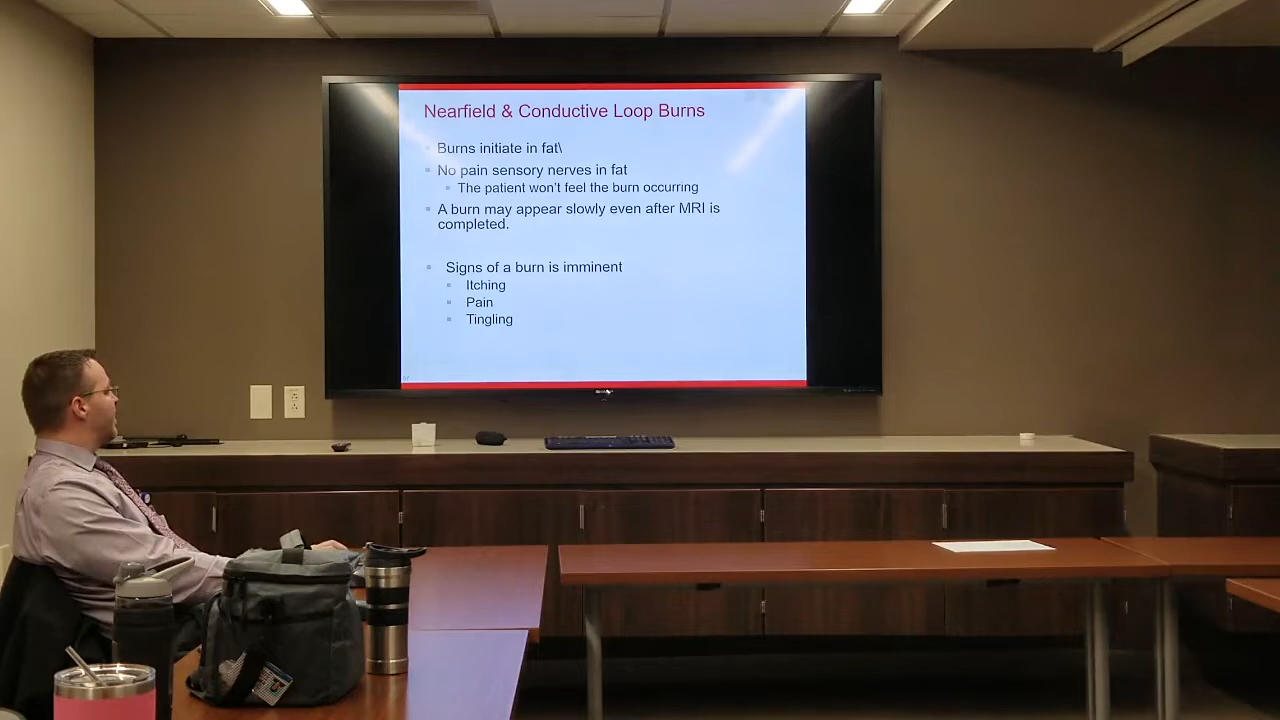 Nearfield & Conductive Loop Burns
Burns initiate in fat\
No pain sensory nerves in fat
The patient won't feel the burn occurring
A burn may appear slowly even after MRI is
completed.
Signs of a burn is imminent
Itching
Pain
Tingling